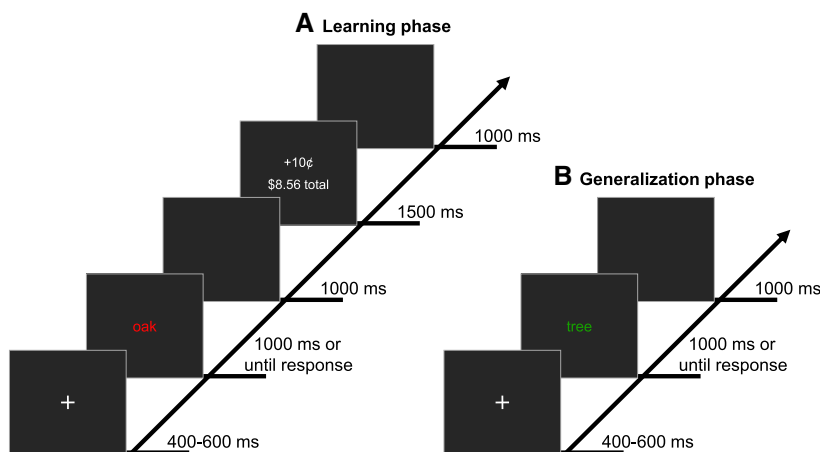 A Learning phase
1000 ms
+10¢
$8.56 total
1500 ms
1000 ms
oak
1000 ms or
until response
+
400-600 ms
B Generalization phase
1000 ms
tree
1000 ms or
until response
+
400-600 ms